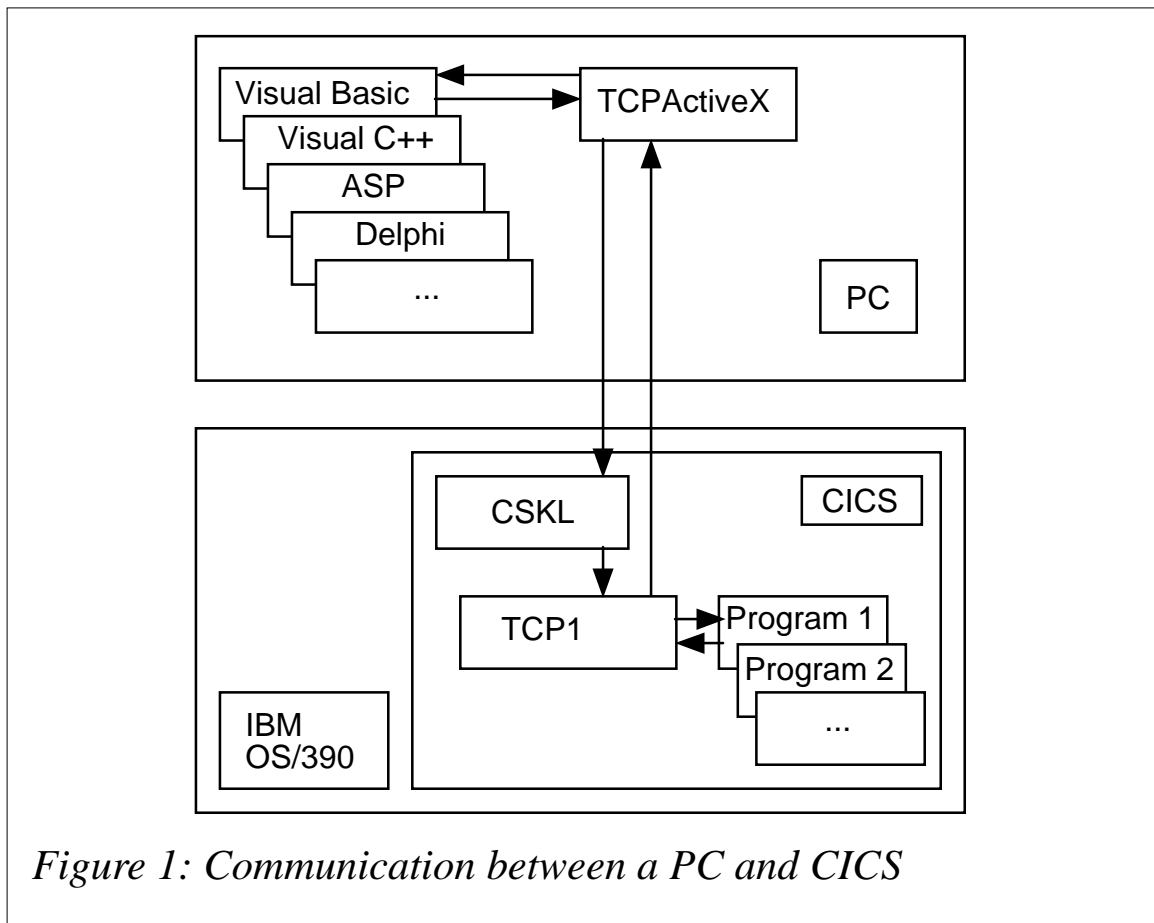 Visual Basic
TCPActiveX
Visual C++
ASP
Delphi
...
PC
CSKL
CICS
TCP1
Program 1
Program 2
...
IBM
OS/390
Figure 1: Communication between a PC and CICS